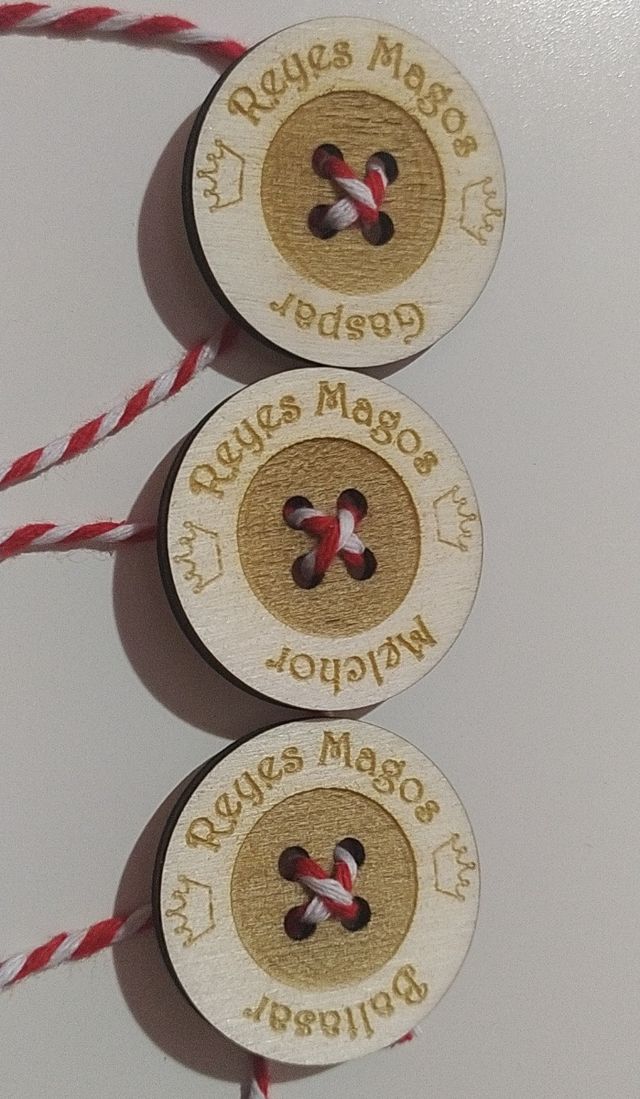 Reyes Magos
Gaspar
Reyes Magos
Melchor
Reyes Magos
Baltasar